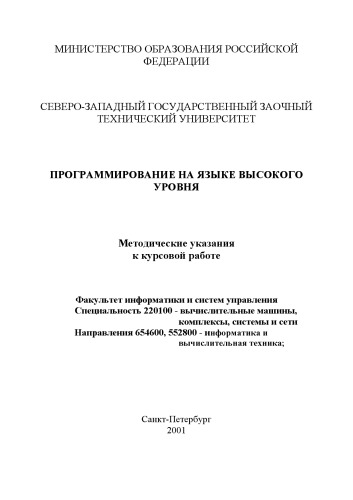 МИНИСТЕРСТВО ОБРАЗОВАНИЯ РОССИЙСКОЙ
ФЕДЕРАЦИИ
СЕВЕРО-ЗАПАДНЫЙ ГОСУДАРСТВЕННЫЙ ЗАОЧНЫЙ
ТЕХНИЧЕСКИЙ УНИВЕРСИТЕТ
ПРОГРАММИРОВАНИЕ НА ЯЗЫКЕ ВЫСОКОГО
УРОВНЯ
Методические указания
к курсовой работе
Факультет информатики и систем управления
Специальность 220100 - вычислительные машины,
комплексы, системы и сети
Направления 654600, 552800 - информатика и
вычислительная техника;
Санкт-Петербург
2001